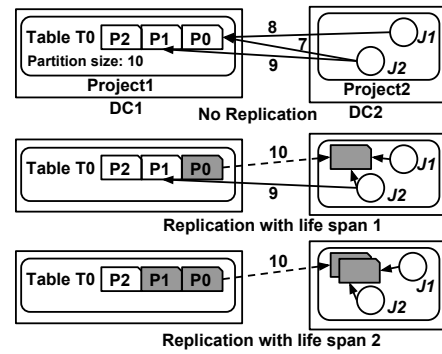 Table T0 P2 P1 P0 8 J1
Partition size: 10 7 J2
Project1 9 Project2
DC1 No Replication DC2
Table T0 P2 P1 P0 10 J1
9 J2
Replication with life span 1
Table T0 P2 P1 P0 10 J1
J2
Replication with life span 2